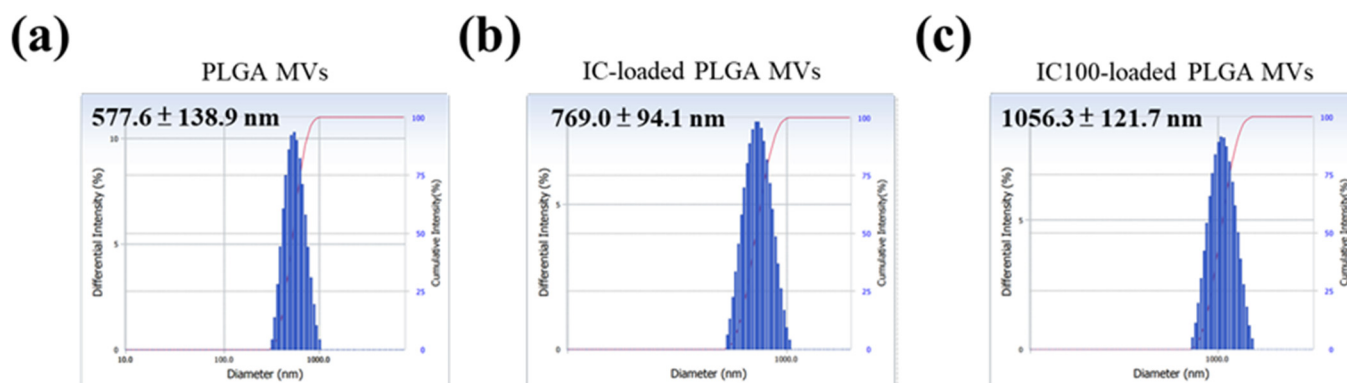 (a)
PLGA MVs
577.6 ± 138.9 nm
Differential Intensity (%)
10
5
0
100
75
50
25
0
Cumulative Intensity(%)
10.0
100.0
1000.0
Diameter (nm)
(b)
IC-loaded PLGA MVs
769.0 ± 94.1 nm
Differential Intensity (%)
5
0
100
75
50
25
0
Cumulative Intensity(%)
1000.0
Diameter (nm)
(c)
IC100-loaded PLGA MVs
1056.3 ± 121.7 nm
Differential Intensity (%)
5
0
100
75
50
25
0
Cumulative Intensity(%)
1000.0
Diameter (nm)